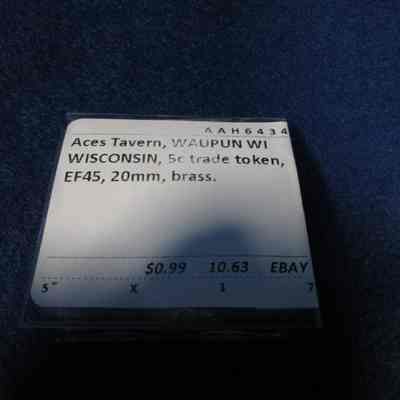 AAH6434
Aces Tavern, WAUPUN WI
WISCONSIN, 5c trade token,
EF45, 20mm, brass.
$0.99 10.63 EBAY
5" X 1 7